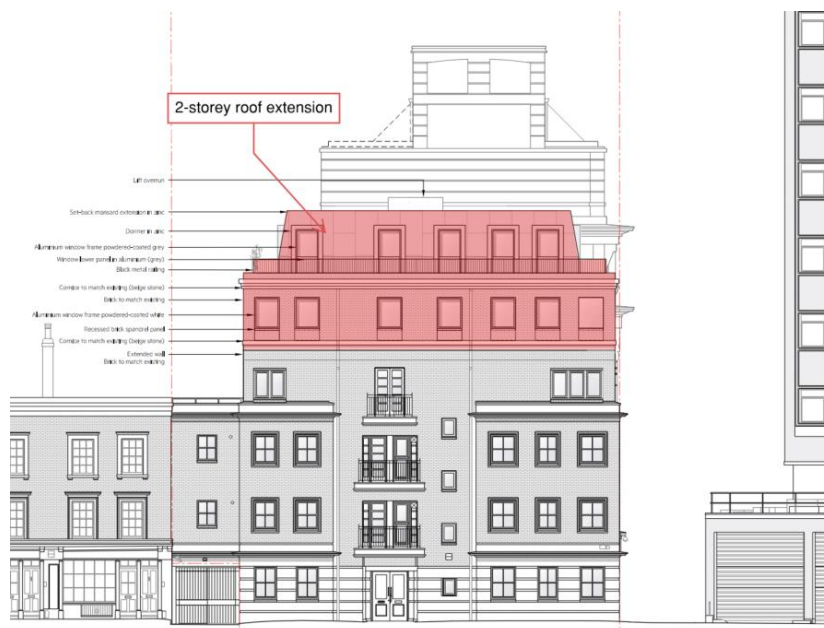 2-storey roof extension
Lift overrun
Set-back mansard extension in zinc
Dormer in zinc
Aluminium window frame powdered-coated grey
Window lower panel in aluminium (grey)
Black metal railing
Cornice to match existing (beige stone)
Brick to match existing
Aluminium window frame powdered-coated white
Recessed brick spandrel panel
Cornice to match existing (beige stone)
Extended wall
Brick to match existing